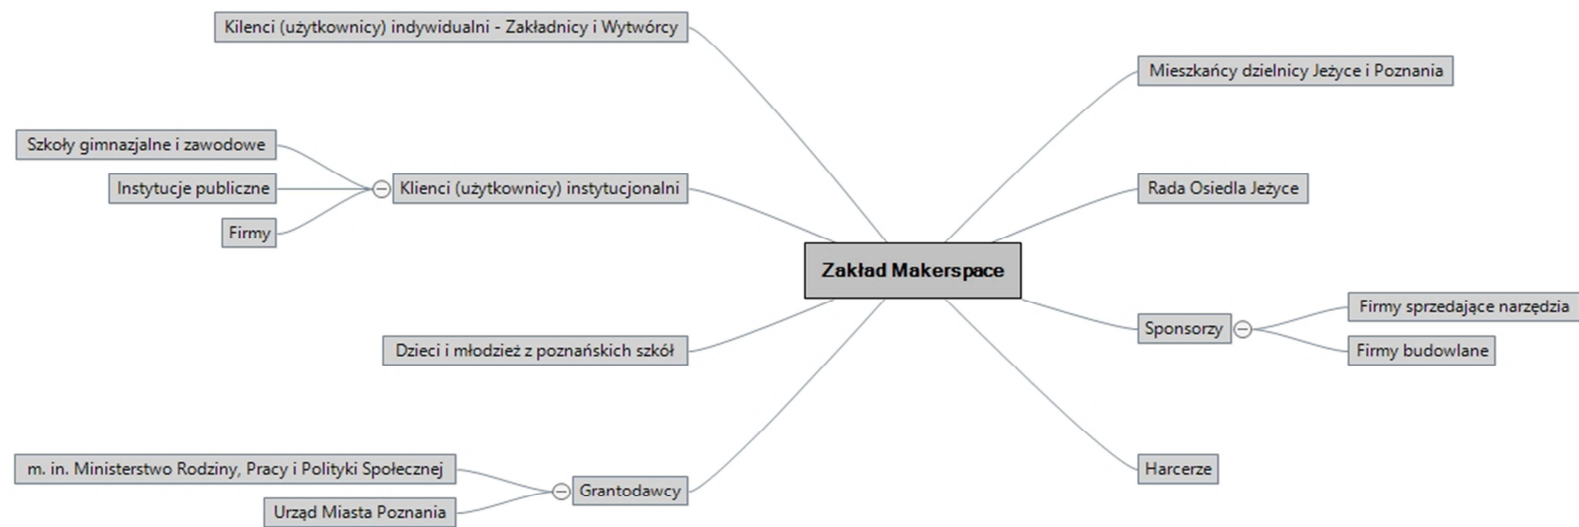 Kilenci (użytkownicy) indywidualni - Zakładnicy i Wytwórcy
Szkoły gimnazjalne i zawodowe
Instytucje publiczne
Firmy
Klienci (użytkownicy) instytucjonalni
Dzieci i młodzież z poznańskich szkół
m. in. Ministerstwo Rodziny, Pracy i Polityki Społecznej
Urząd Miasta Poznania
Grantodawcy
Zakład Makerspace
Mieszkańcy dzielnicy Jeżyce i Poznania
Rada Osiedla Jeżyce
Sponsorzy
Firmy sprzedające narzędzia
Firmy budowlane
Harcerze